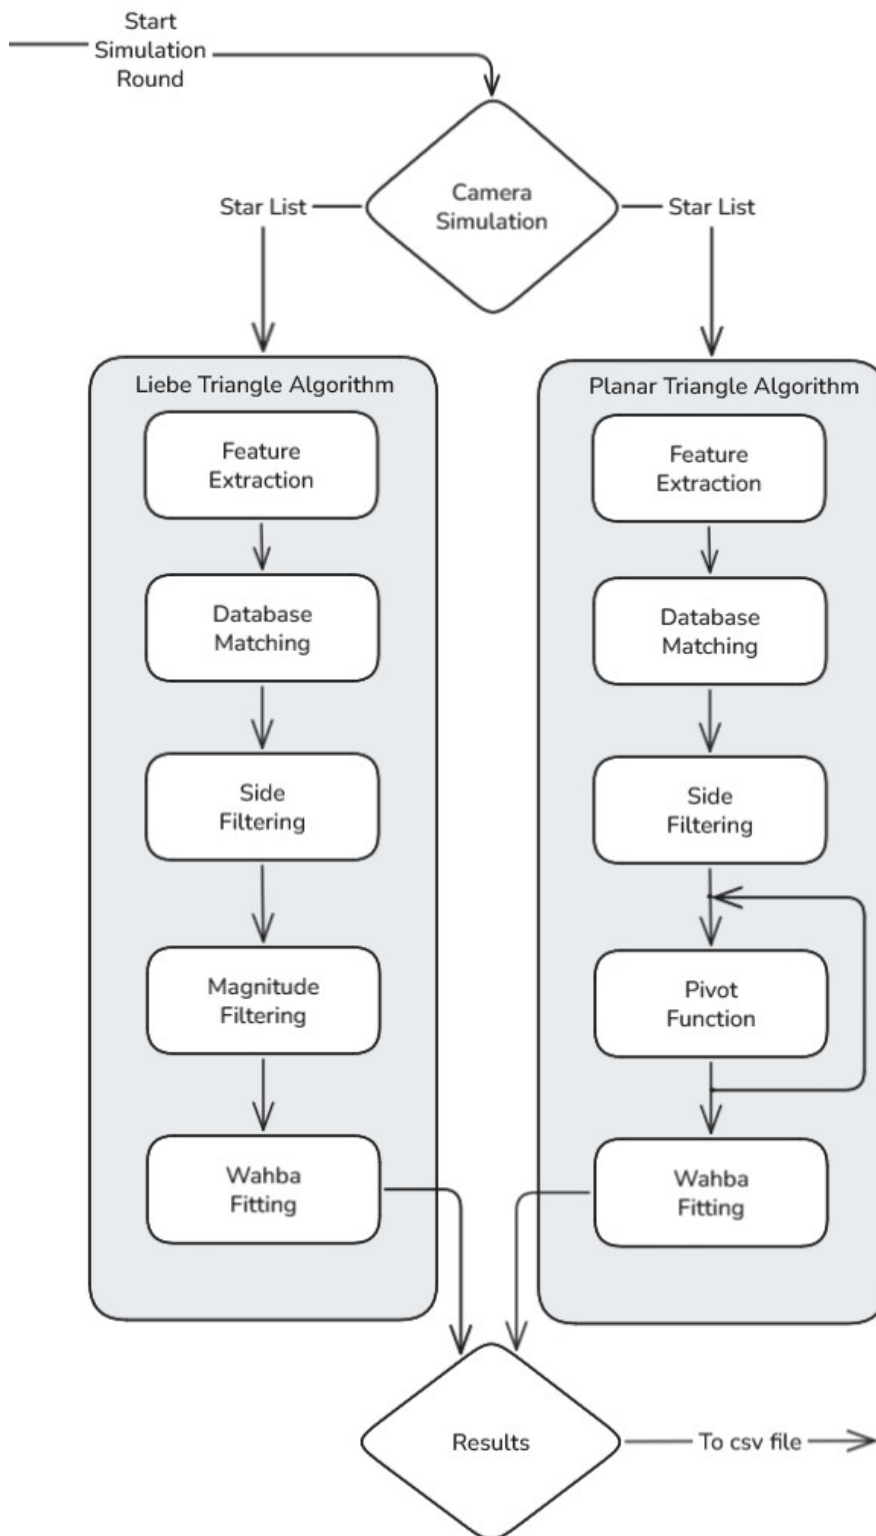 Start
Simulation
Round
Camera
Simulation
Star List
Star List
Liebe Triangle Algorithm
Feature
Extraction
Database
Matching
Side
Filtering
Magnitude
Filtering
Wahba
Fitting
Planar Triangle Algorithm
Feature
Extraction
Database
Matching
Side
Filtering
Pivot
Function
Wahba
Fitting
Results
To csv file